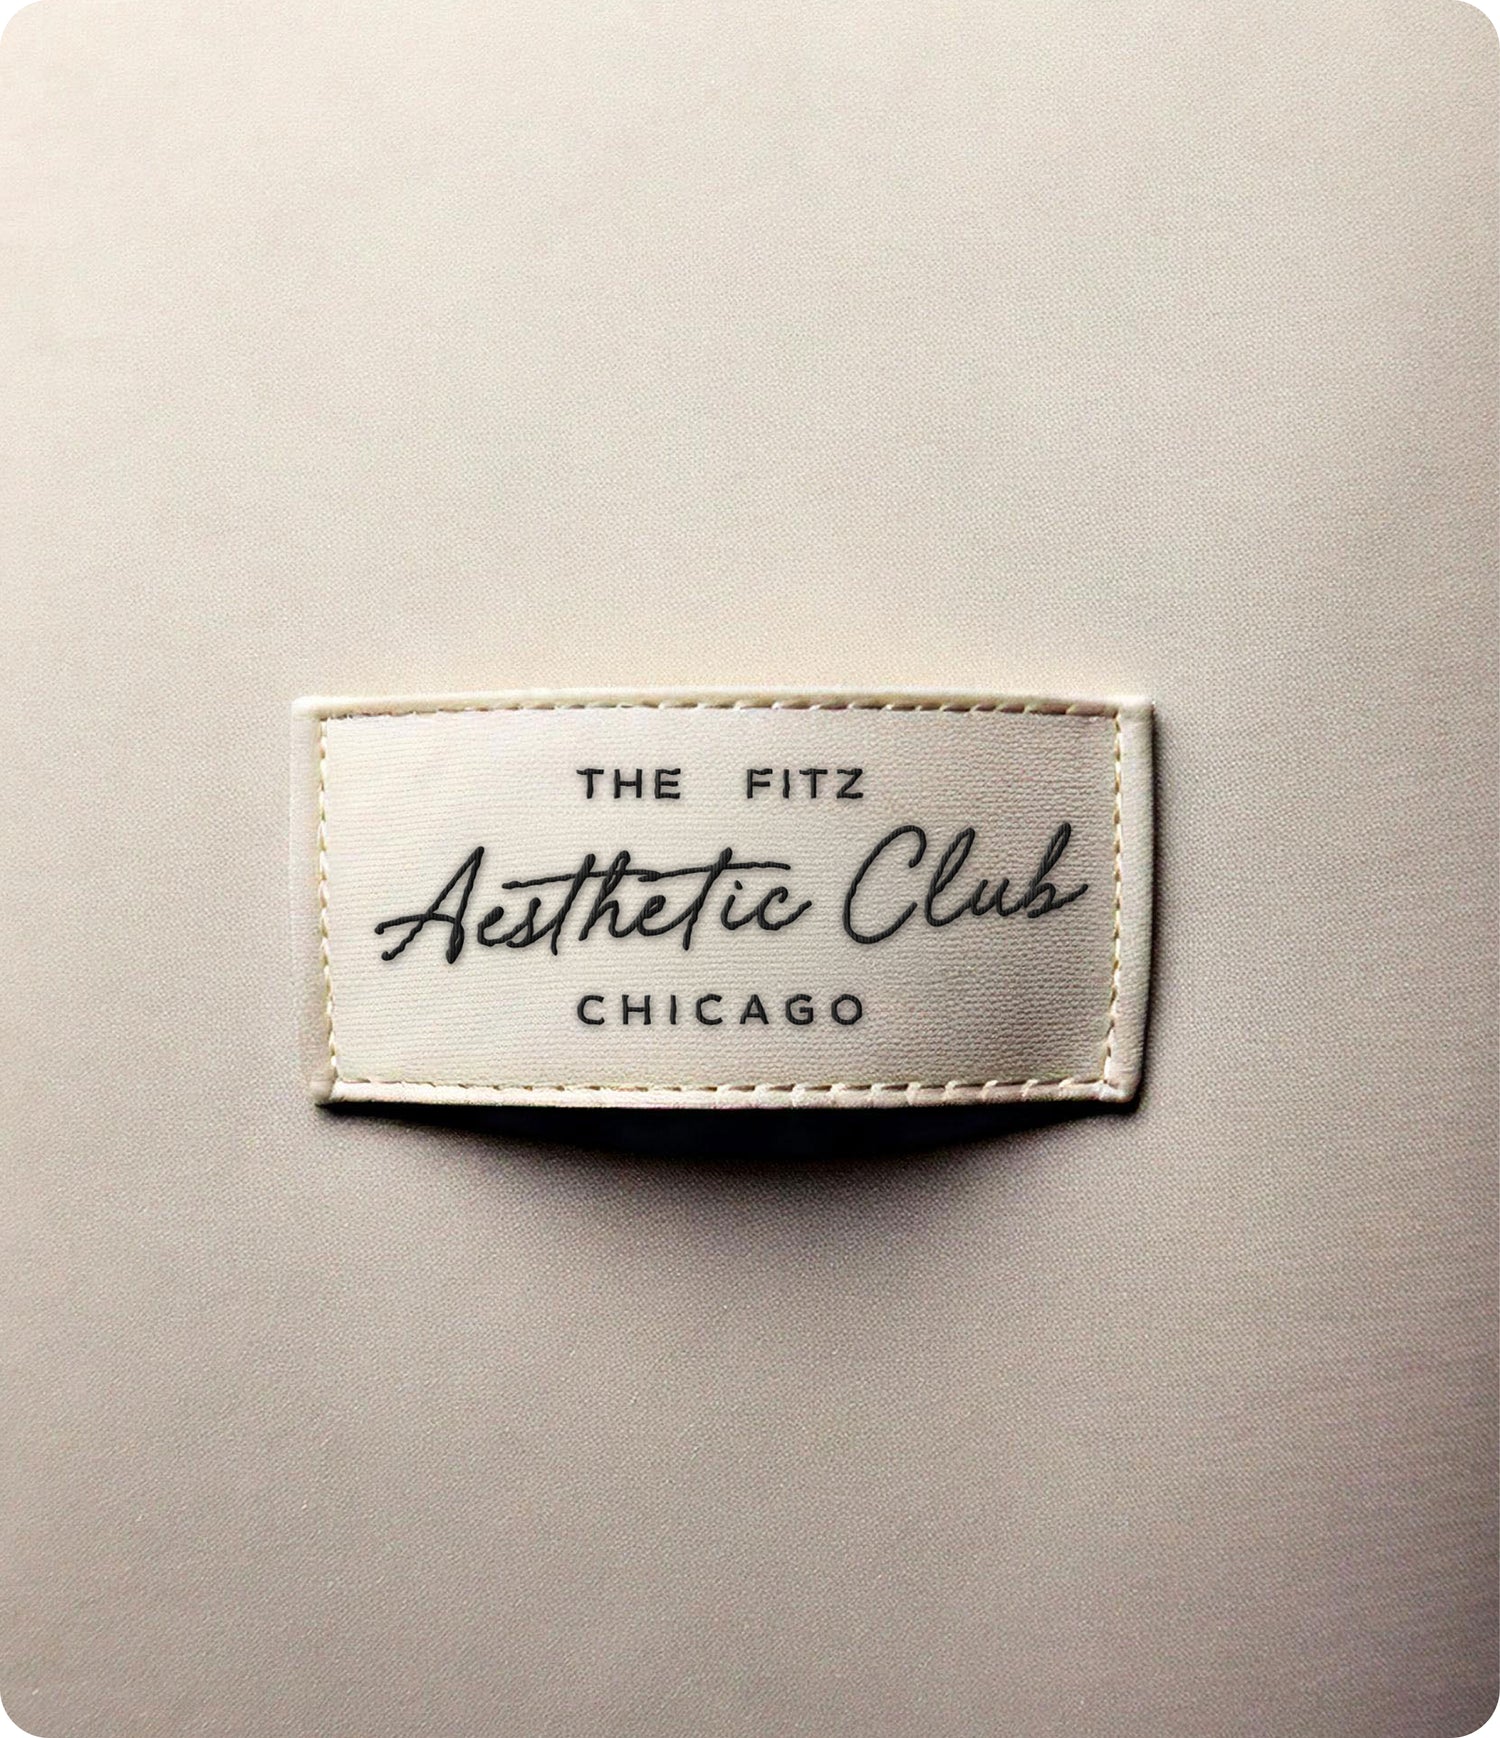 THE FITZ
Aesthetic Club
CHICAGO